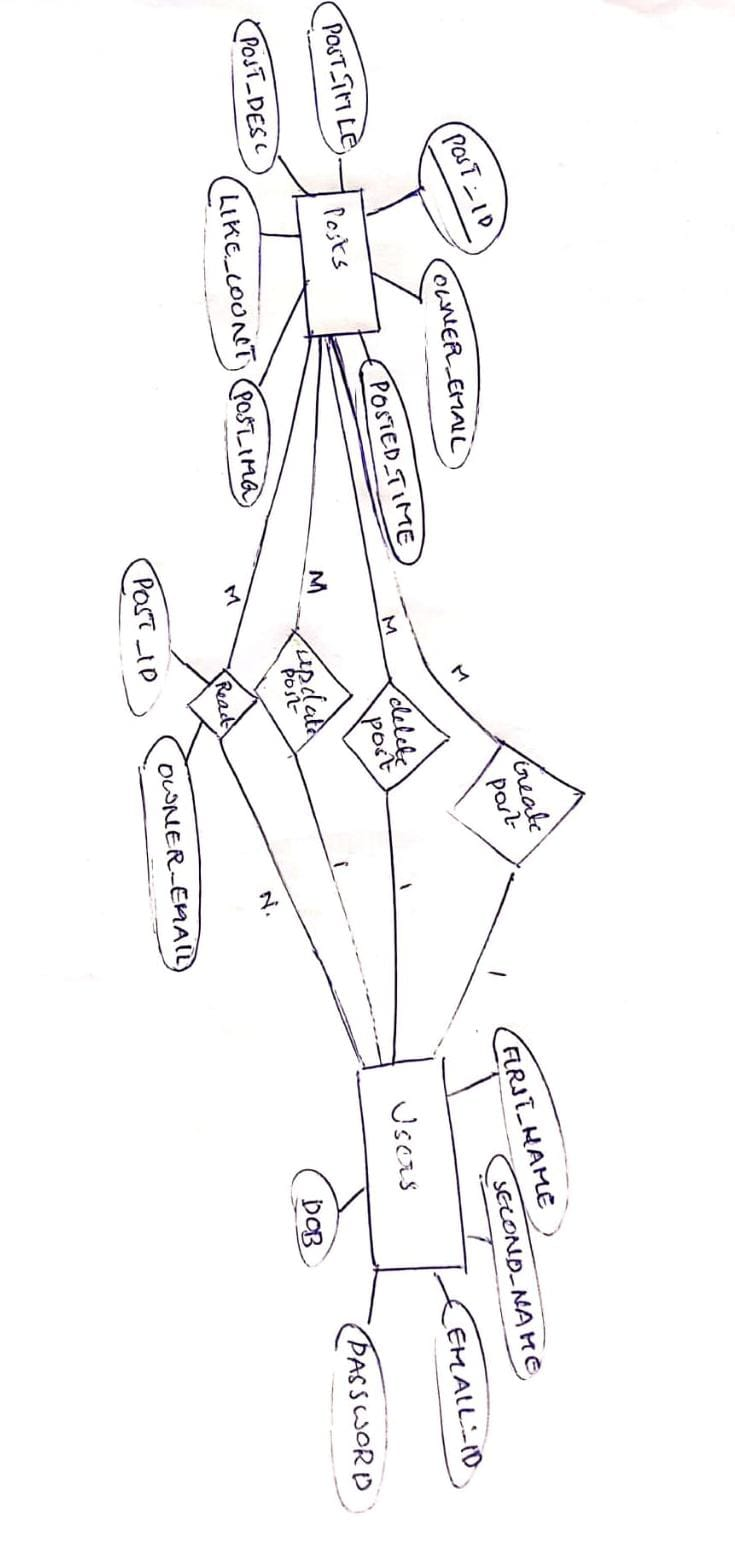 POST_ID
OWNER_EMAIL
POST_TITLE
POST_DESC
Posts
LIKE_COUNT
POSTED_TIME
POST_IMG
M
M
M
M
create
post
delete
post
update
post
Read
POST_ID
OWNER_EMAIL
1
1
1
N.
FIRST_NAME
SECOND_NAME
Users
DOB
EMAIL_ID
PASSWORD